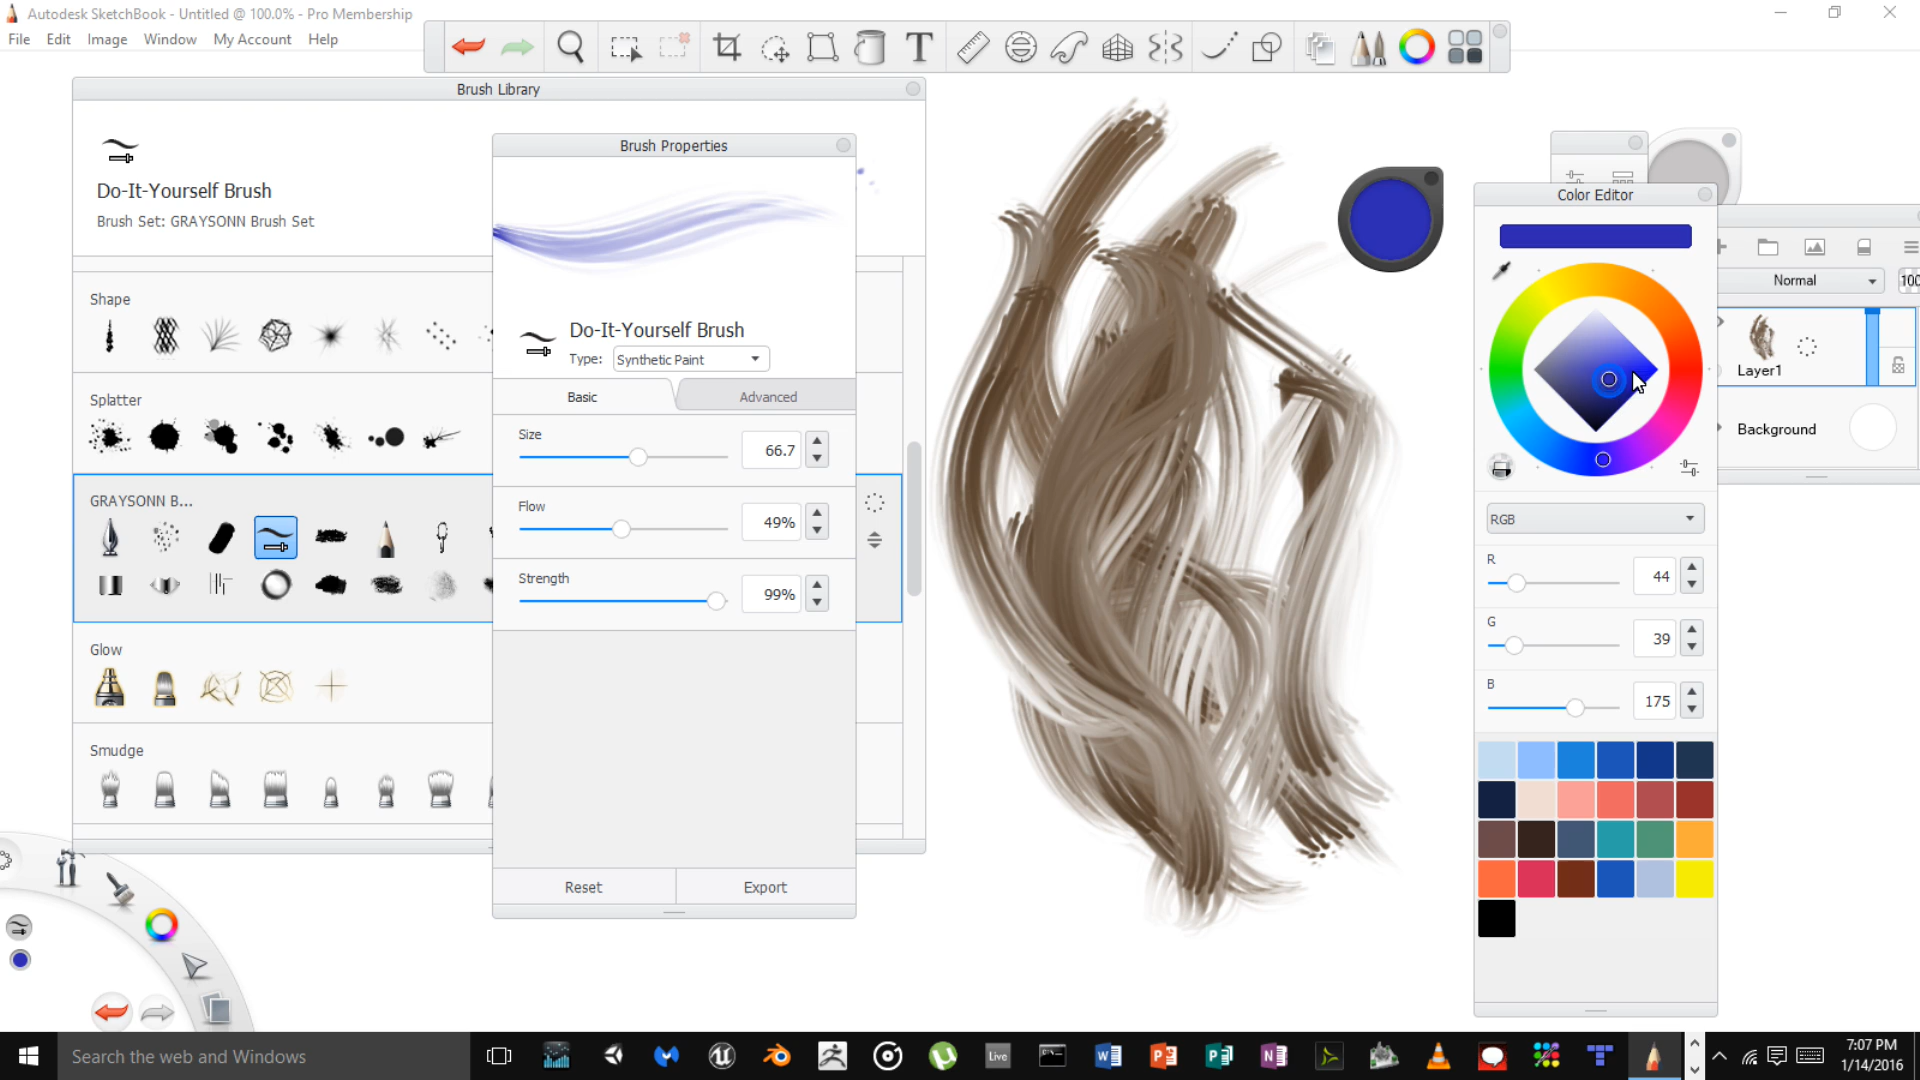 Autodesk SketchBook - Untitled @ 100.0% - Pro Membership
File Edit Image Window My Account Help
T
Brush Library
Do-It-Yourself Brush
Brush Set: GRAYSONN Brush Set
Shape
Splatter
GRAYSONN B...
Glow
Smudge
Brush Properties
Do-It-Yourself Brush
Type: Synthetic Paint
Basic Advanced
Size 66.7
Flow 49%
Strength 99%
Reset Export
Color Editor
RGB
R 44
G 39
B 175
Normal 100
Layer1
Background
Search the web and Windows
Live
7:07 PM
1/14/2016